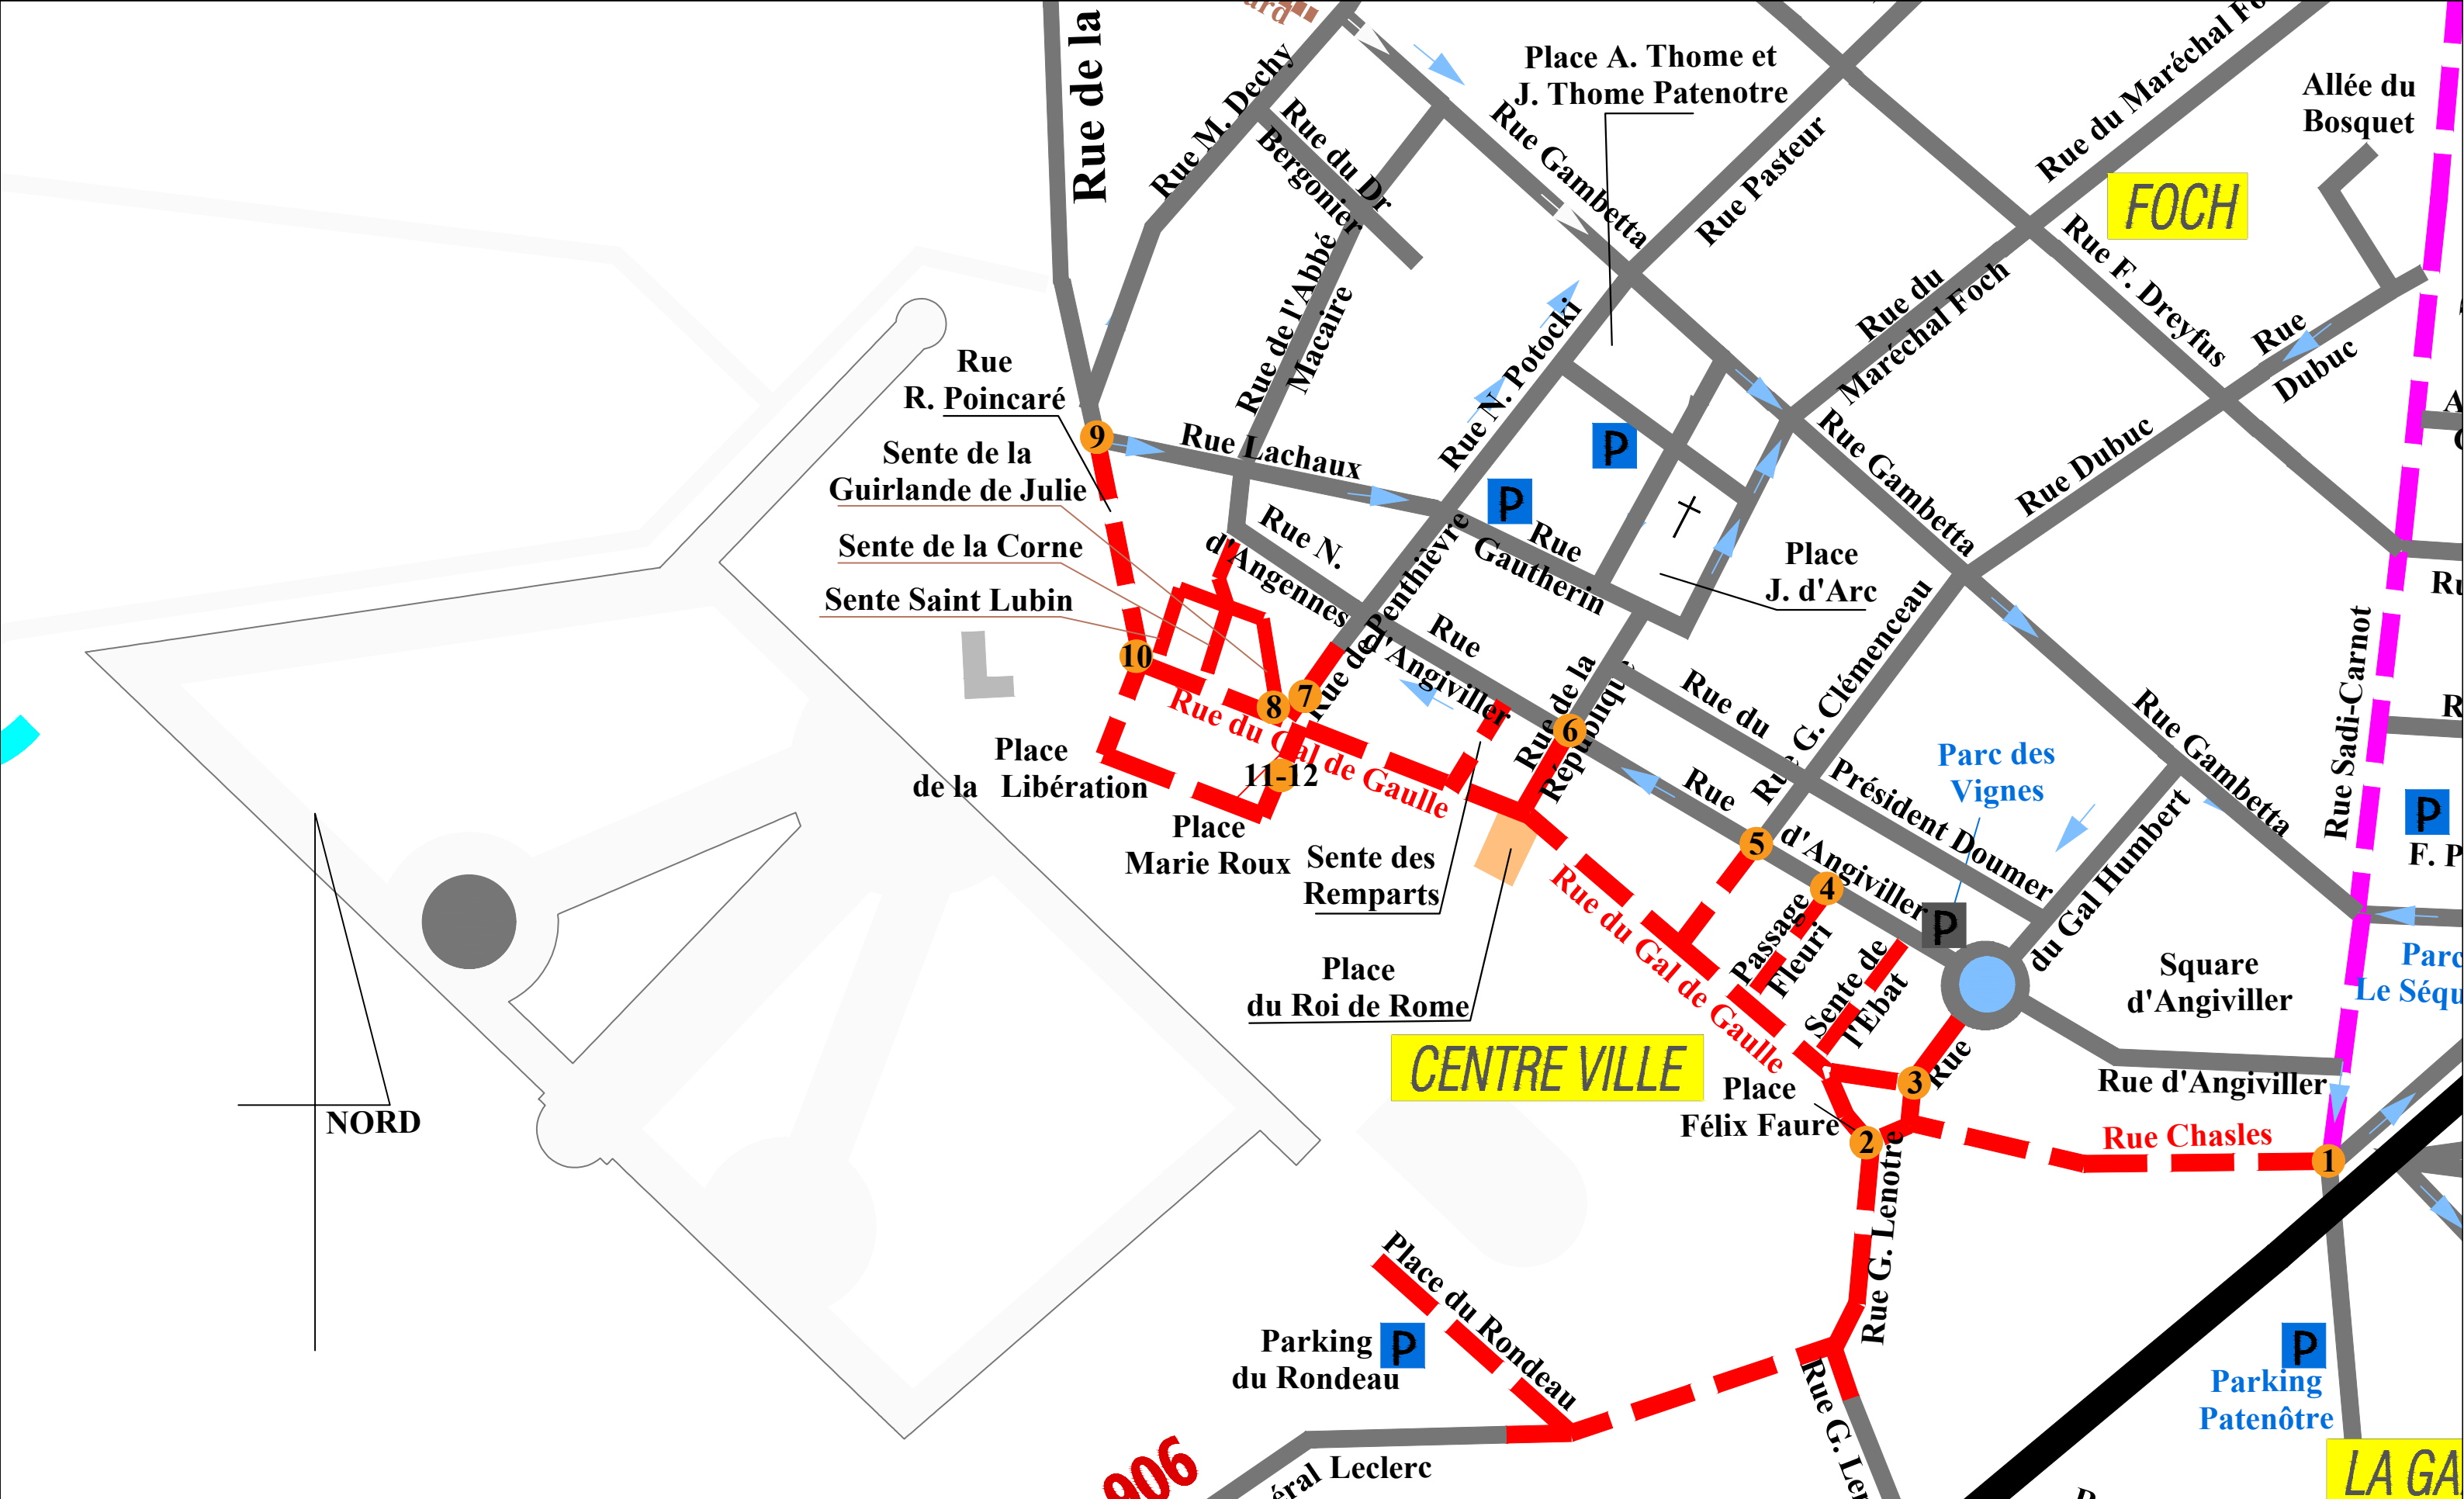 Rue de la
Rue M. Dechy
Rue du Dr
Bergonier
Place A. Thome et
J. Thome Patenotre
Rue Gambetta
Rue Pasteur
Rue du Maréchal
Allée du
Bosquet
FOCH
Rue de l'Abbé
Macaire
Rue N. Potocki
Rue du
Maréchal Foch
Rue F. Dreyfus
Rue
Dubuc
Rue
R. Poincaré
9
Rue Lachaux
P
Rue Gambetta
Rue Dubuc
Sente de la
Guirlande de Julie
P
Rue N.
d'Angennes
Rue
Gautherin
Sente de la Corne
Place
J. d'Arc
Sente Saint Lubin
Rue de Penthièvre
Rue
d'Angiviller
Rue de la
République
Rue du
Président Doumer
Rue G. Clémenceau
Rue Sadi-Carnot
10
8
7
6
Rue du Gal de Gaulle
Rue Gambetta
Place
de la Libération
11-12
Rue
d'Angiviller
Parc des
Vignes
P
F. P
Place
Marie Roux
Sente des
Remparts
5
4
P
du Gal Humbert
Rue du Gal de Gaulle
Passage
Fleuri
Sente de
l'Ebat
Place
du Roi de Rome
Square
d'Angiviller
Parc
Le Séqu
CENTRE VILLE
Place
Félix Faure
3
Rue
Rue d'Angiviller
NORD
2
Rue Chasles
1
Rue G. Lenotre
Place du Rondeau
Parking
du Rondeau
P
P
Parking
Patenôtre
Rue G.
Leclerc
906
LA GA